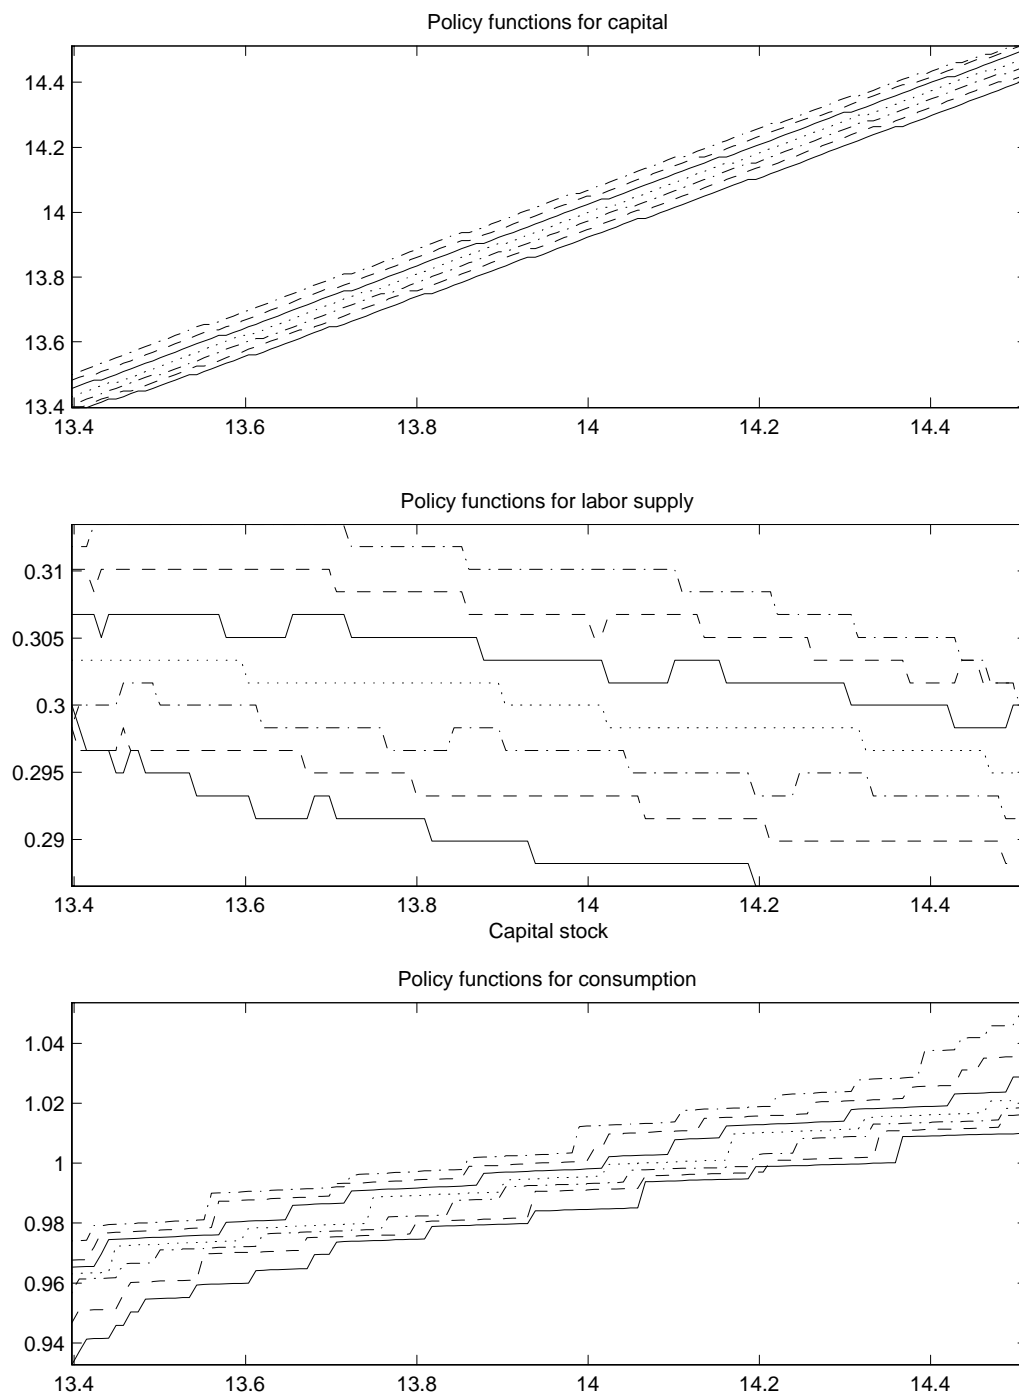 Policy functions for capital
14.4
14.2
14
13.8
13.6
13.4
13.4 13.6 13.8 14 14.2 14.4
Policy functions for labor supply
0.31
0.305
0.3
0.295
0.29
13.4 13.6 13.8 14 14.2 14.4
Capital stock
Policy functions for consumption
1.04
1.02
1
0.98
0.96
0.94
13.4 13.6 13.8 14 14.2 14.4